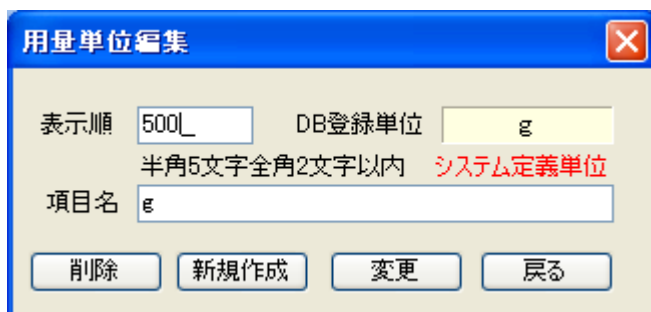 用量単位編集
表示順 500 DB登録単位 g
半角5文字全角2文字以内 システム定義単位
項目名 g
削除 新規作成 変更 戻る